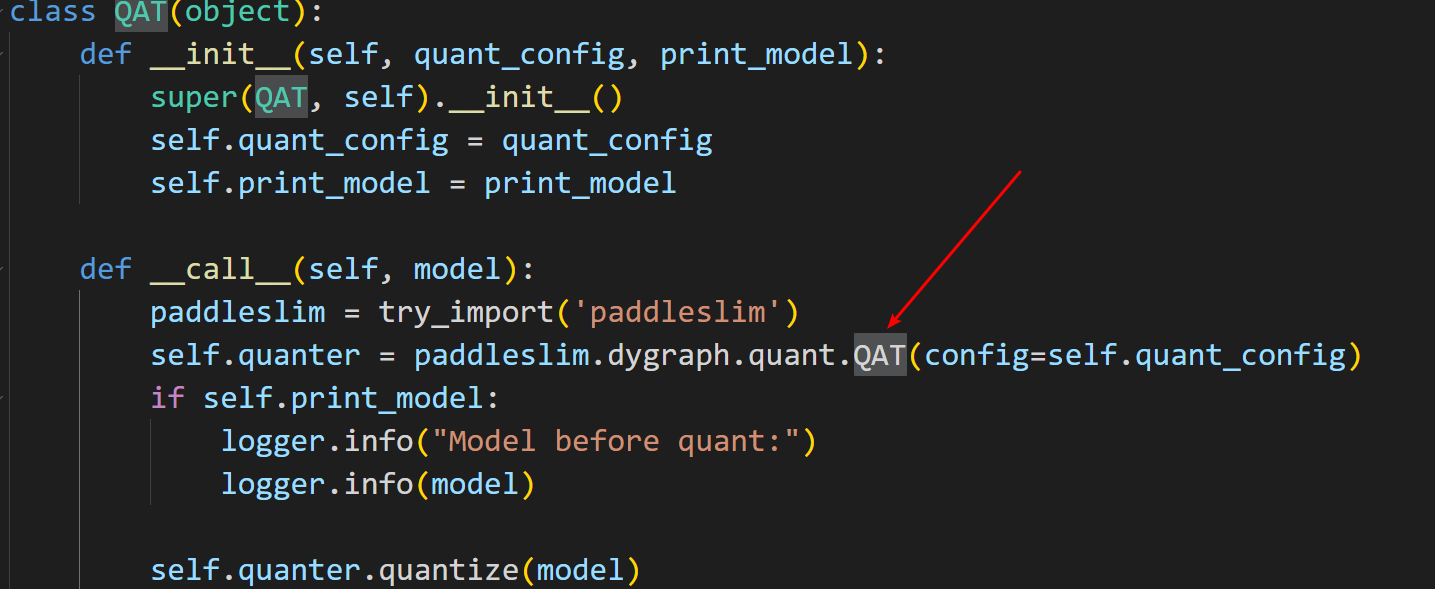 class QAT(object):
    def __init__(self, quant_config, print_model):
        super(QAT, self).__init__()
        self.quant_config = quant_config
        self.print_model = print_model
    def __call__(self, model):
        paddleslim = try_import('paddleslim')
        self.quanter = paddleslim.dygraph.quant.QAT(config=self.quant_config)
        if self.print_model:
            logger.info("Model before quant:")
            logger.info(model)
        self.quanter.quantize(model)